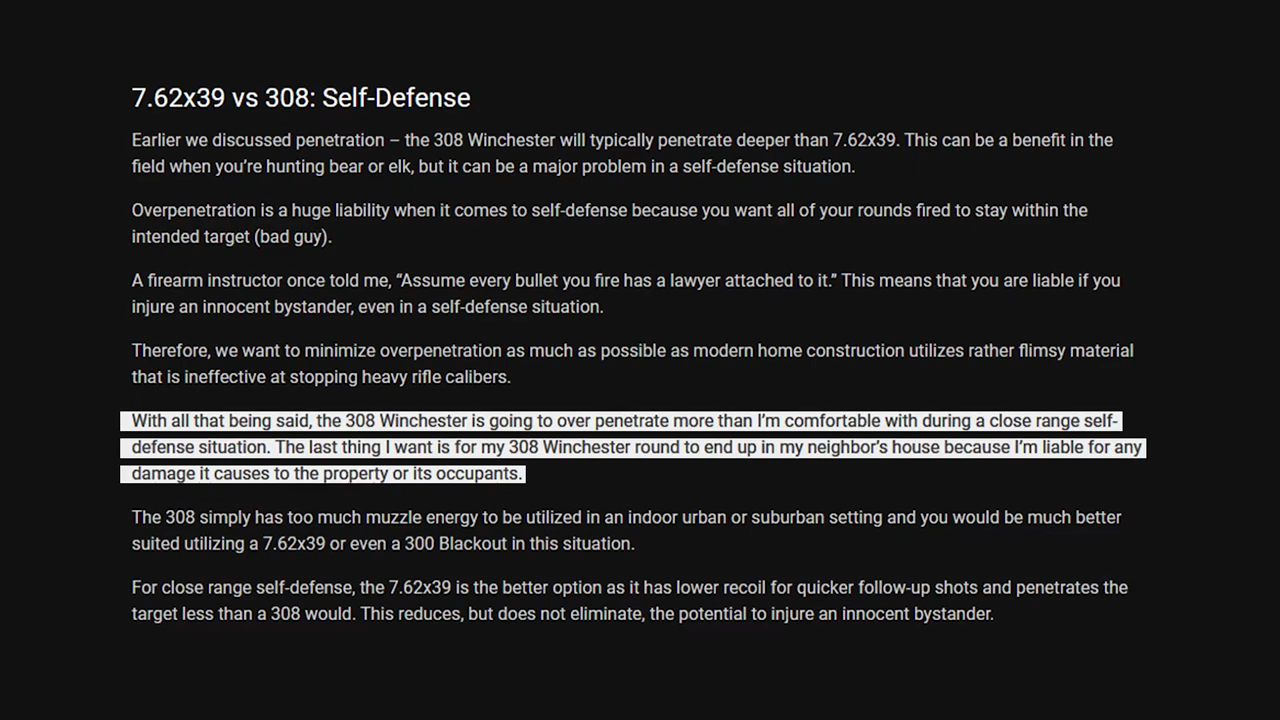 7.62x39 vs 308: Self-Defense
Earlier we discussed penetration – the 308 Winchester will typically penetrate deeper than 7.62x39. This can be a benefit in the
field when you’re hunting bear or elk, but it can be a major problem in a self-defense situation.
Overpenetration is a huge liability when it comes to self-defense because you want all of your rounds fired to stay within the
intended target (bad guy).
A firearm instructor once told me, “Assume every bullet you fire has a lawyer attached to it.” This means that you are liable if you
injure an innocent bystander, even in a self-defense situation.
Therefore, we want to minimize overpenetration as much as possible as modern home construction utilizes rather flimsy material
that is ineffective at stopping heavy rifle calibers.
With all that being said, the 308 Winchester is going to over penetrate more than I’m comfortable with during a close range self-
defense situation. The last thing I want is for my 308 Winchester round to end up in my neighbor’s house because I’m liable for any
damage it causes to the property or its occupants.
The 308 simply has too much muzzle energy to be utilized in an indoor urban or suburban setting and you would be much better
suited utilizing a 7.62x39 or even a 300 Blackout in this situation.
For close range self-defense, the 7.62x39 is the better option as it has lower recoil for quicker follow-up shots and penetrates the
target less than a 308 would. This reduces, but does not eliminate, the potential to injure an innocent bystander.